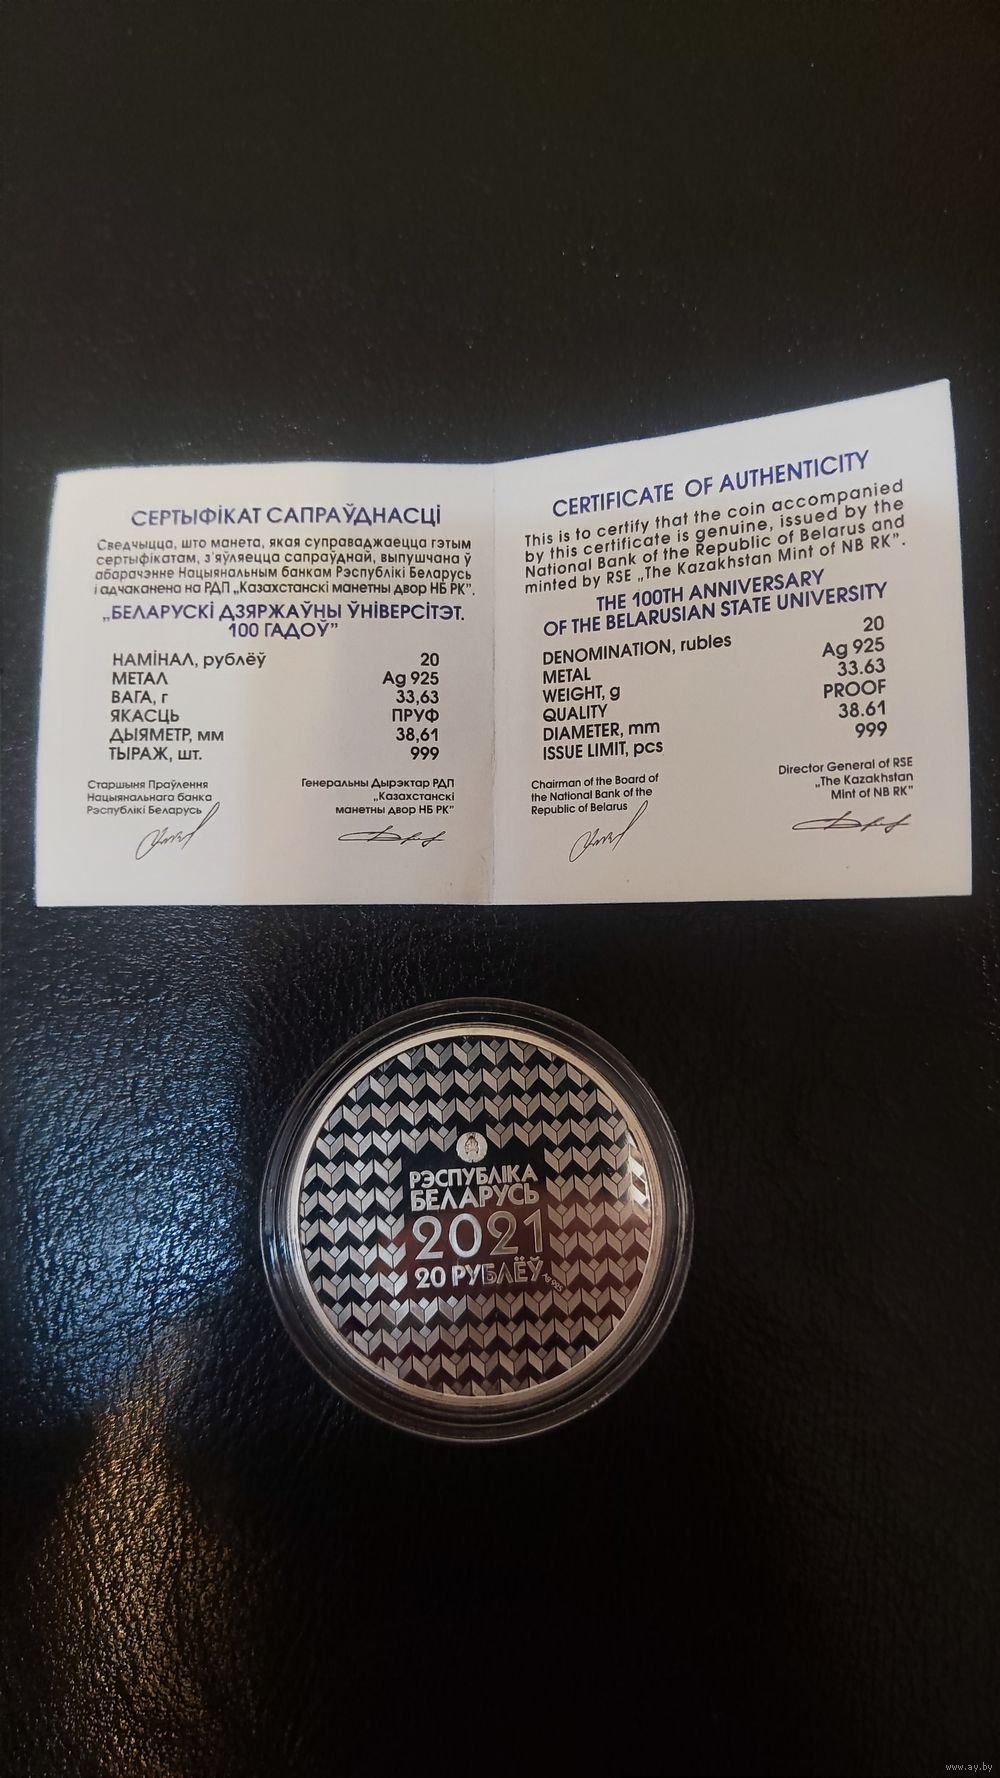 СЕРТЫФІКАТ САПРАЎДНАСЦІ
Сведчыцца, што манета, якая суправаджаецца гэтым
сертыфікатам, з'яўляецца сапраўднай, выпушчана ў
абарачэнне Нацыянальным банкам Рэспублікі Беларусь
і адчаканена на РДП „Казахстанскі манетны двор НБ РК”.
„БЕЛАРУСКІ ДЗЯРЖАЎНЫ ЎНІВЕРСІТЭТ.
100 ГАДОЎ”
НАМІНАЛ, рублёў 20
МЕТАЛ Ag 925
ВАГА, г 33,63
ЯКАСЦЬ ПРУФ
ДЫЯМЕТР, мм 38,61
ТЫРАЖ, шт. 999
Старшыня Праўлення
Нацыянальнага банка
Рэспублікі Беларусь
Генеральны Дырэктар РДП
„Казахстанскі
манетны двор НБ РК”
CERTIFICATE OF AUTHENTICITY
This is to certify that the coin accompanied
by this certificate is genuine, issued by the
National Bank of the Republic of Belarus and
minted by RSE „The Kazakhstan Mint of NB RK”.
THE 100TH ANNIVERSARY
OF THE BELARUSIAN STATE UNIVERSITY
DENOMINATION, rubles 20
METAL Ag 925
WEIGHT, g 33.63
QUALITY PROOF
DIAMETER, mm 38.61
ISSUE LIMIT, pcs 999
Chairman of the Board of
the National Bank of the
Republic of Belarus
Director General of RSE
„The Kazakhstan
Mint of NB RK”
РЭСПУБЛІКА
БЕЛАРУСЬ
2021
20 РУБЛЁЎ
Ag 925
www.ay.by